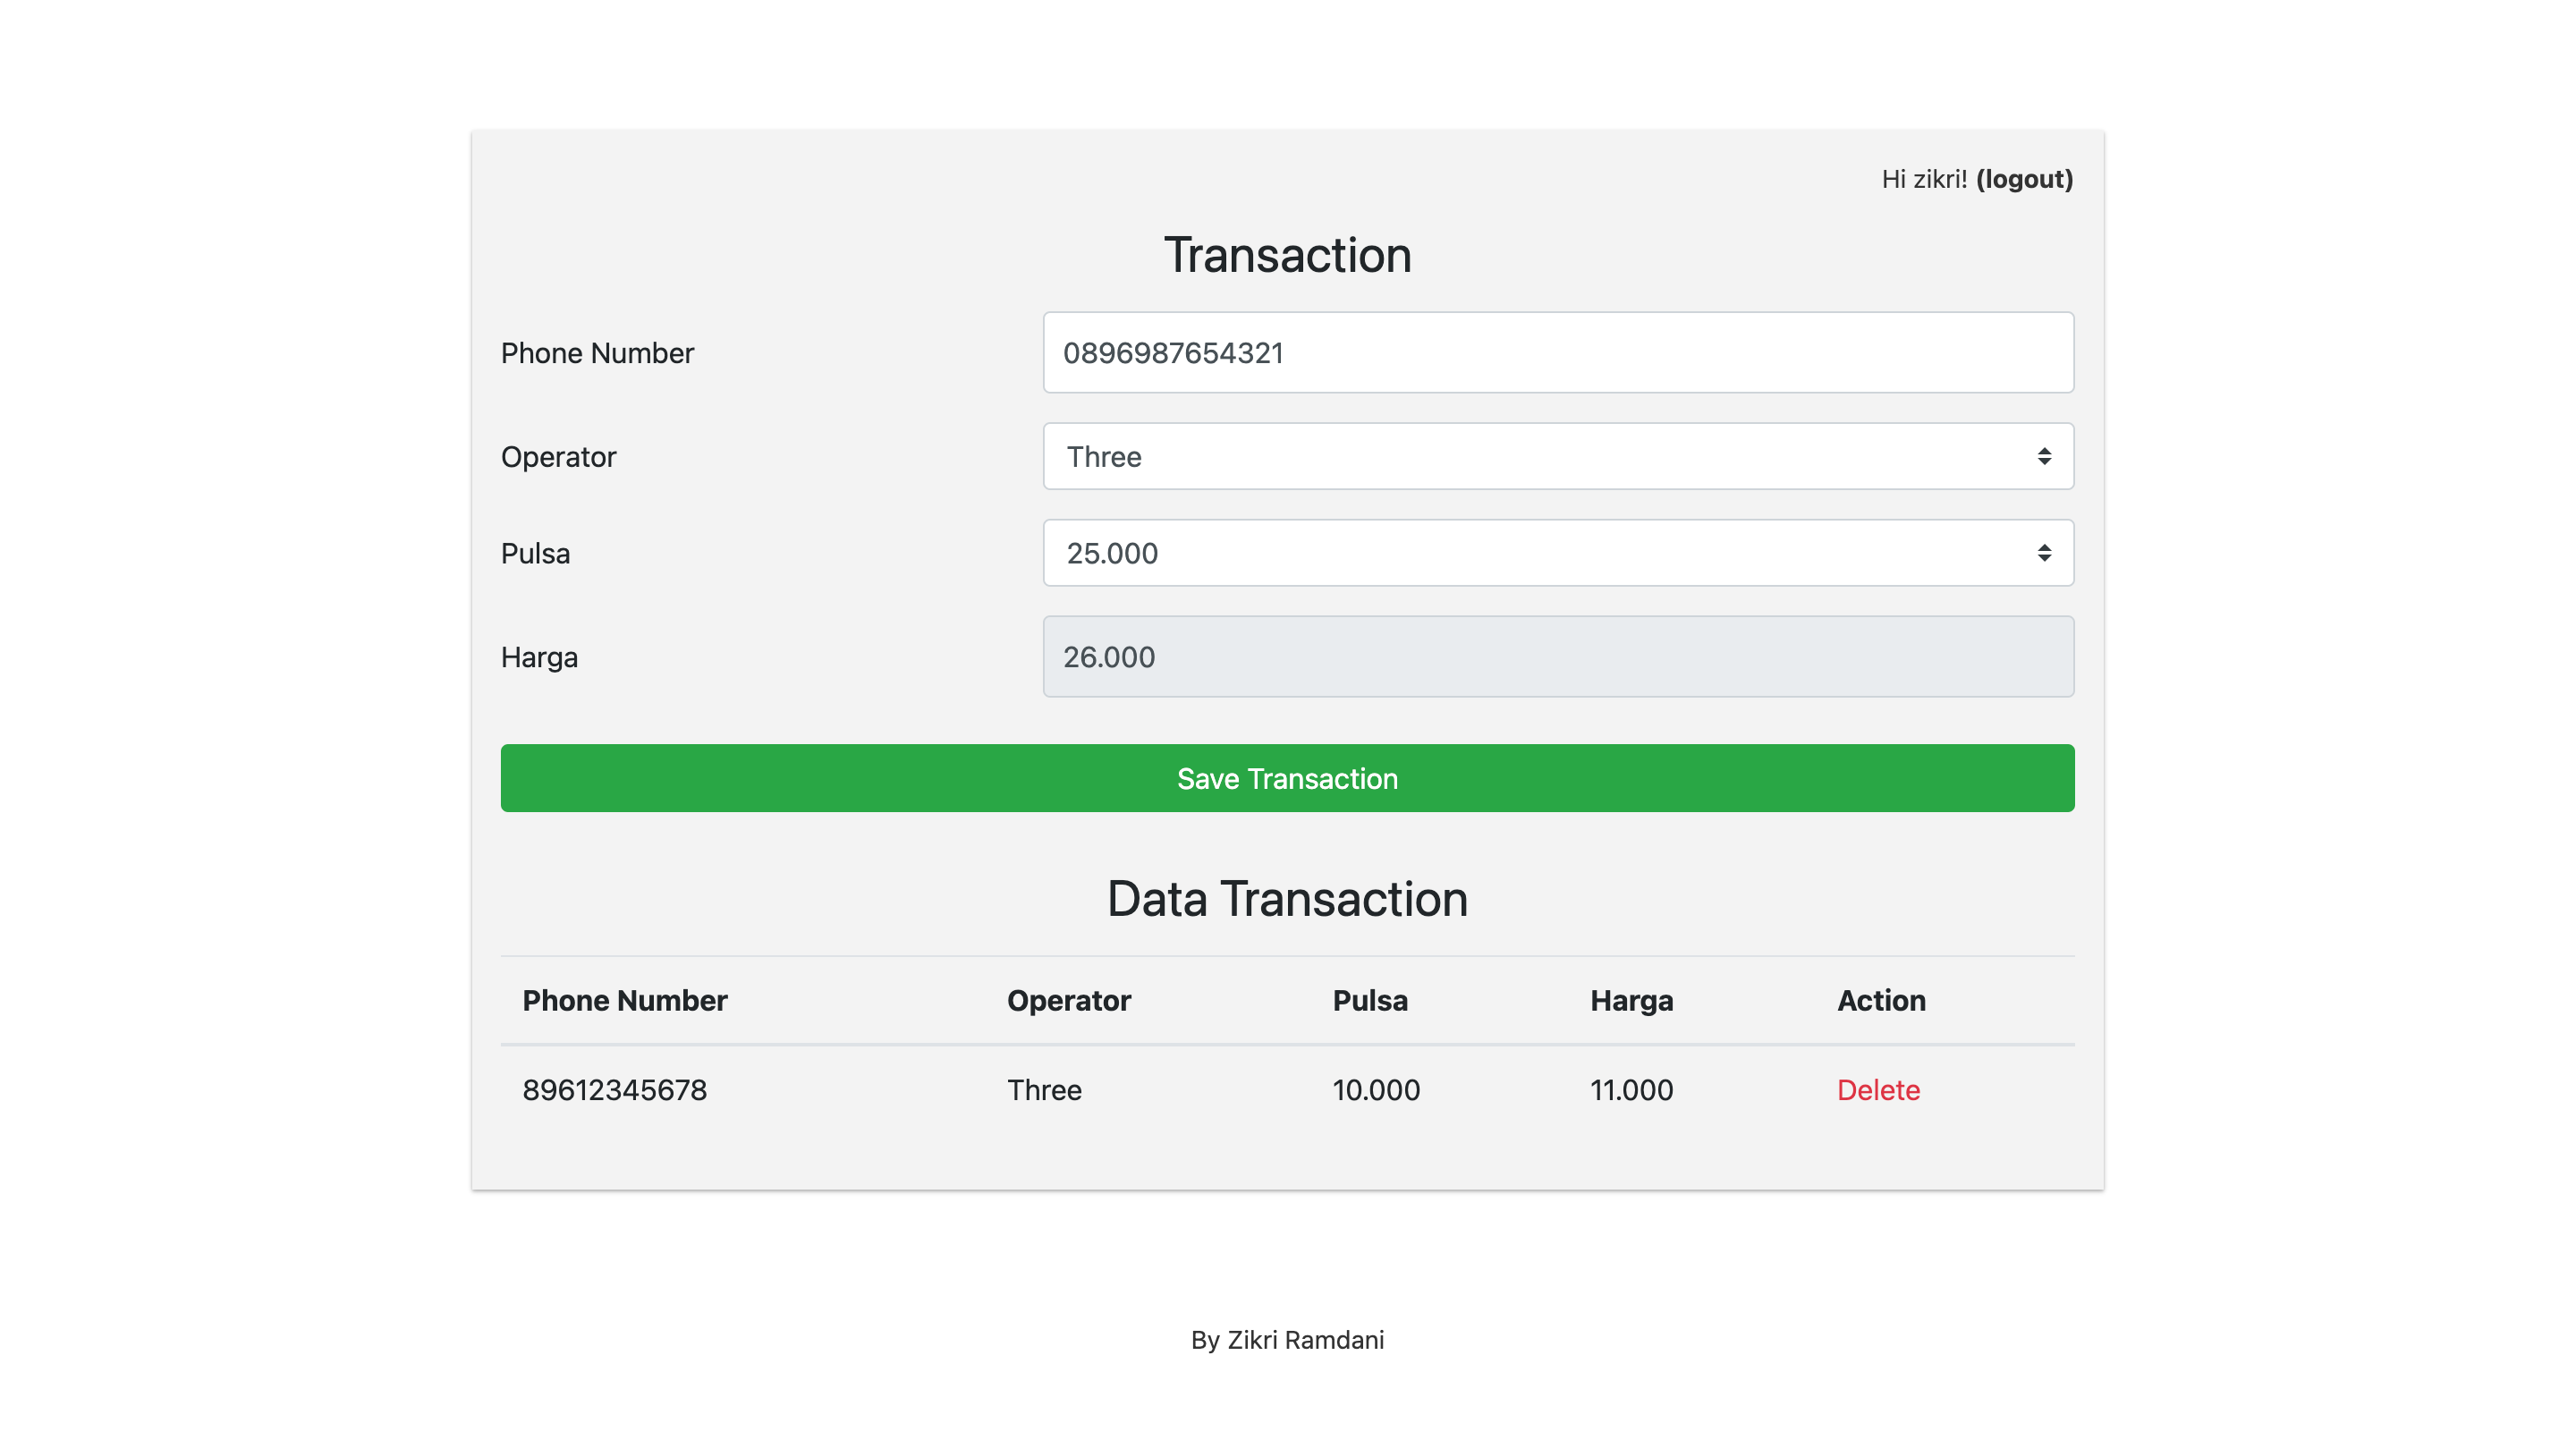 Hi zikri! (logout)
Transaction
Phone Number 0896987654321
Operator Three
Pulsa 25.000
Harga 26.000
Save Transaction
Data Transaction
Phone Number Operator Pulsa Harga Action
89612345678 Three 10.000 11.000 Delete
By Zikri Ramdani